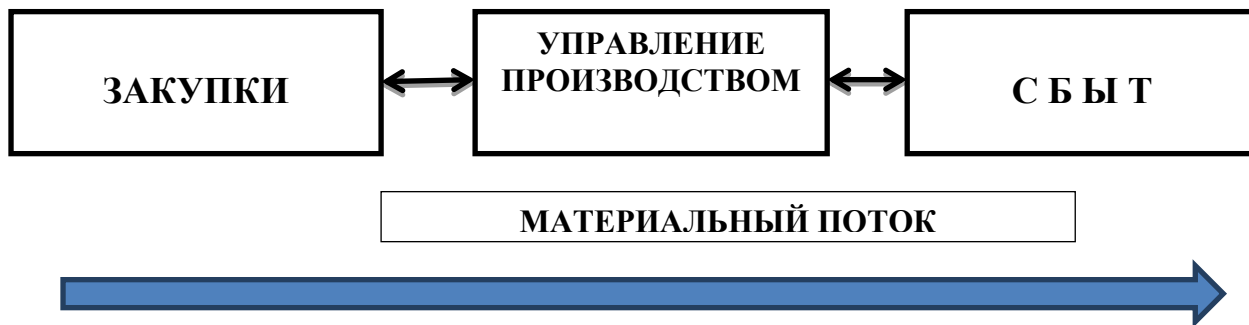 ЗАКУПКИ
УПРАВЛЕНИЕ
ПРОИЗВОДСТВОМ
С Б Ы Т
МАТЕРИАЛЬНЫЙ ПОТОК